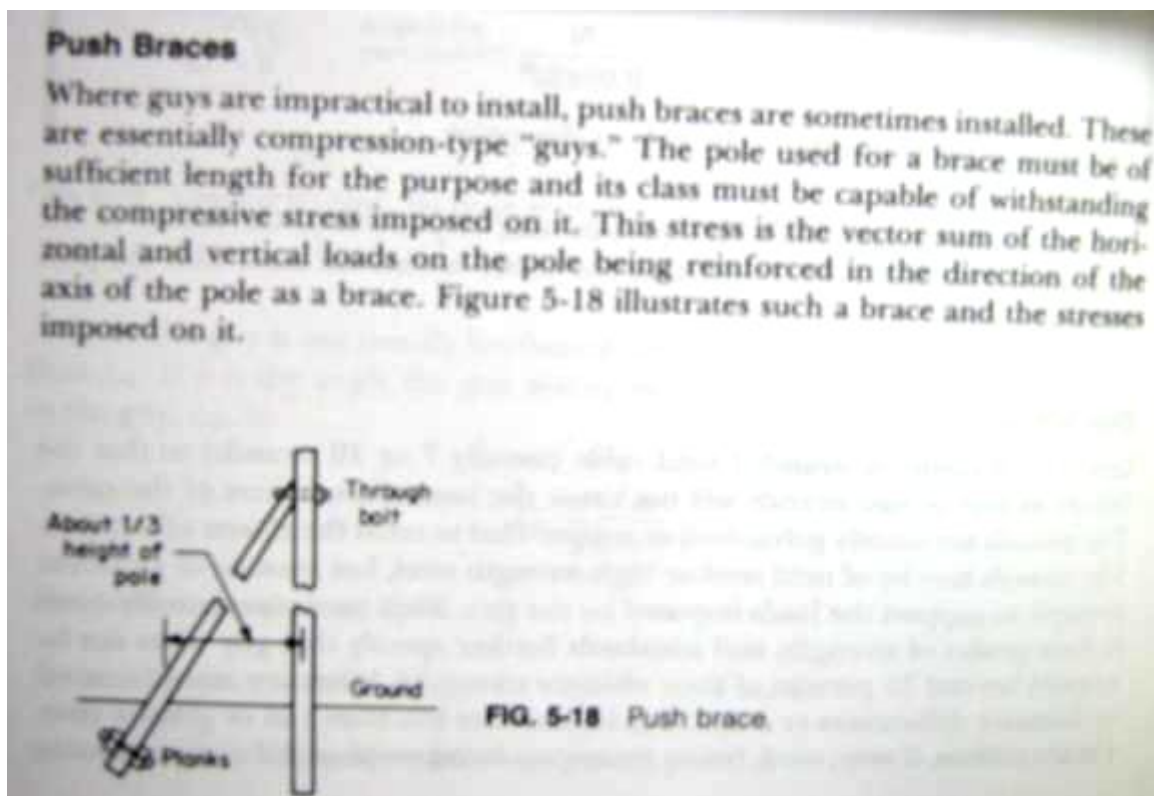 Push Braces
Where guys are impractical to install, push braces are sometimes installed. These
are essentially compression-type "guys." The pole used for a brace must be of
sufficient length for the purpose and its class must be capable of withstanding
the compressive stress imposed on it. This stress is the vector sum of the hori-
zontal and vertical loads on the pole being reinforced in the direction of the
axis of the pole as a brace. Figure 5-18 illustrates such a brace and the stresses
imposed on it.
Through
bolt
About 1/3
height of
pole
Ground
FIG. 5-18 Push brace.
Planks